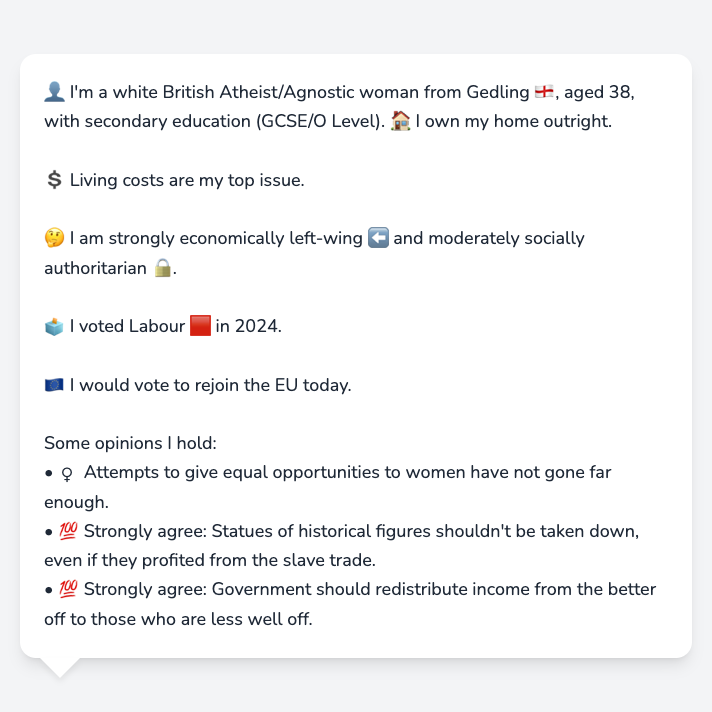 👤 I'm a white British Atheist/Agnostic woman from Gedling 🏴󠁧󠁢󠁥󠁮󠁧󠁿, aged 38,
with secondary education (GCSE/O Level). 🏠 I own my home outright.
💲 Living costs are my top issue.
🤔 I am strongly economically left-wing ⬅️ and moderately socially
authoritarian 🔒.
🗳️ I voted Labour 🟥 in 2024.
🇪🇺 I would vote to rejoin the EU today.
Some opinions I hold:
• ♀️ Attempts to give equal opportunities to women have not gone far
enough.
• 💯 Strongly agree: Statues of historical figures shouldn't be taken down,
even if they profited from the slave trade.
• 💯 Strongly agree: Government should redistribute income from the better
off to those who are less well off.